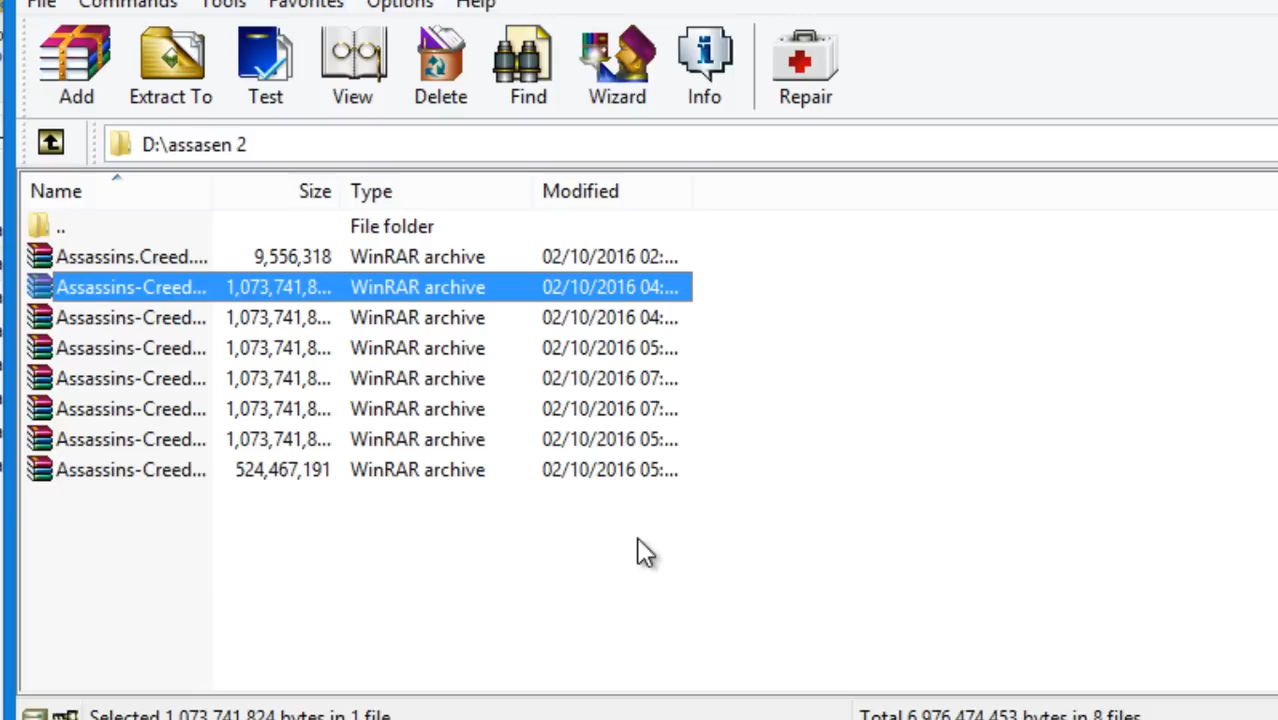 File Commands Tools Favorites Options Help
Add Extract To Test View Delete Find Wizard Info Repair
D:\assasen 2
Name Size Type Modified
.. File folder
Assassins.Creed.... 9,556,318 WinRAR archive 02/10/2016 02:...
Assassins-Creed... 1,073,741,8... WinRAR archive 02/10/2016 04:...
Assassins-Creed... 1,073,741,8... WinRAR archive 02/10/2016 04:...
Assassins-Creed... 1,073,741,8... WinRAR archive 02/10/2016 05:...
Assassins-Creed... 1,073,741,8... WinRAR archive 02/10/2016 07:...
Assassins-Creed... 1,073,741,8... WinRAR archive 02/10/2016 07:...
Assassins-Creed... 1,073,741,8... WinRAR archive 02/10/2016 05:...
Assassins-Creed... 524,467,191 WinRAR archive 02/10/2016 05:...
Selected 1,073,741,824 bytes in 1 file Total 6,976,474,453 bytes in 8 files